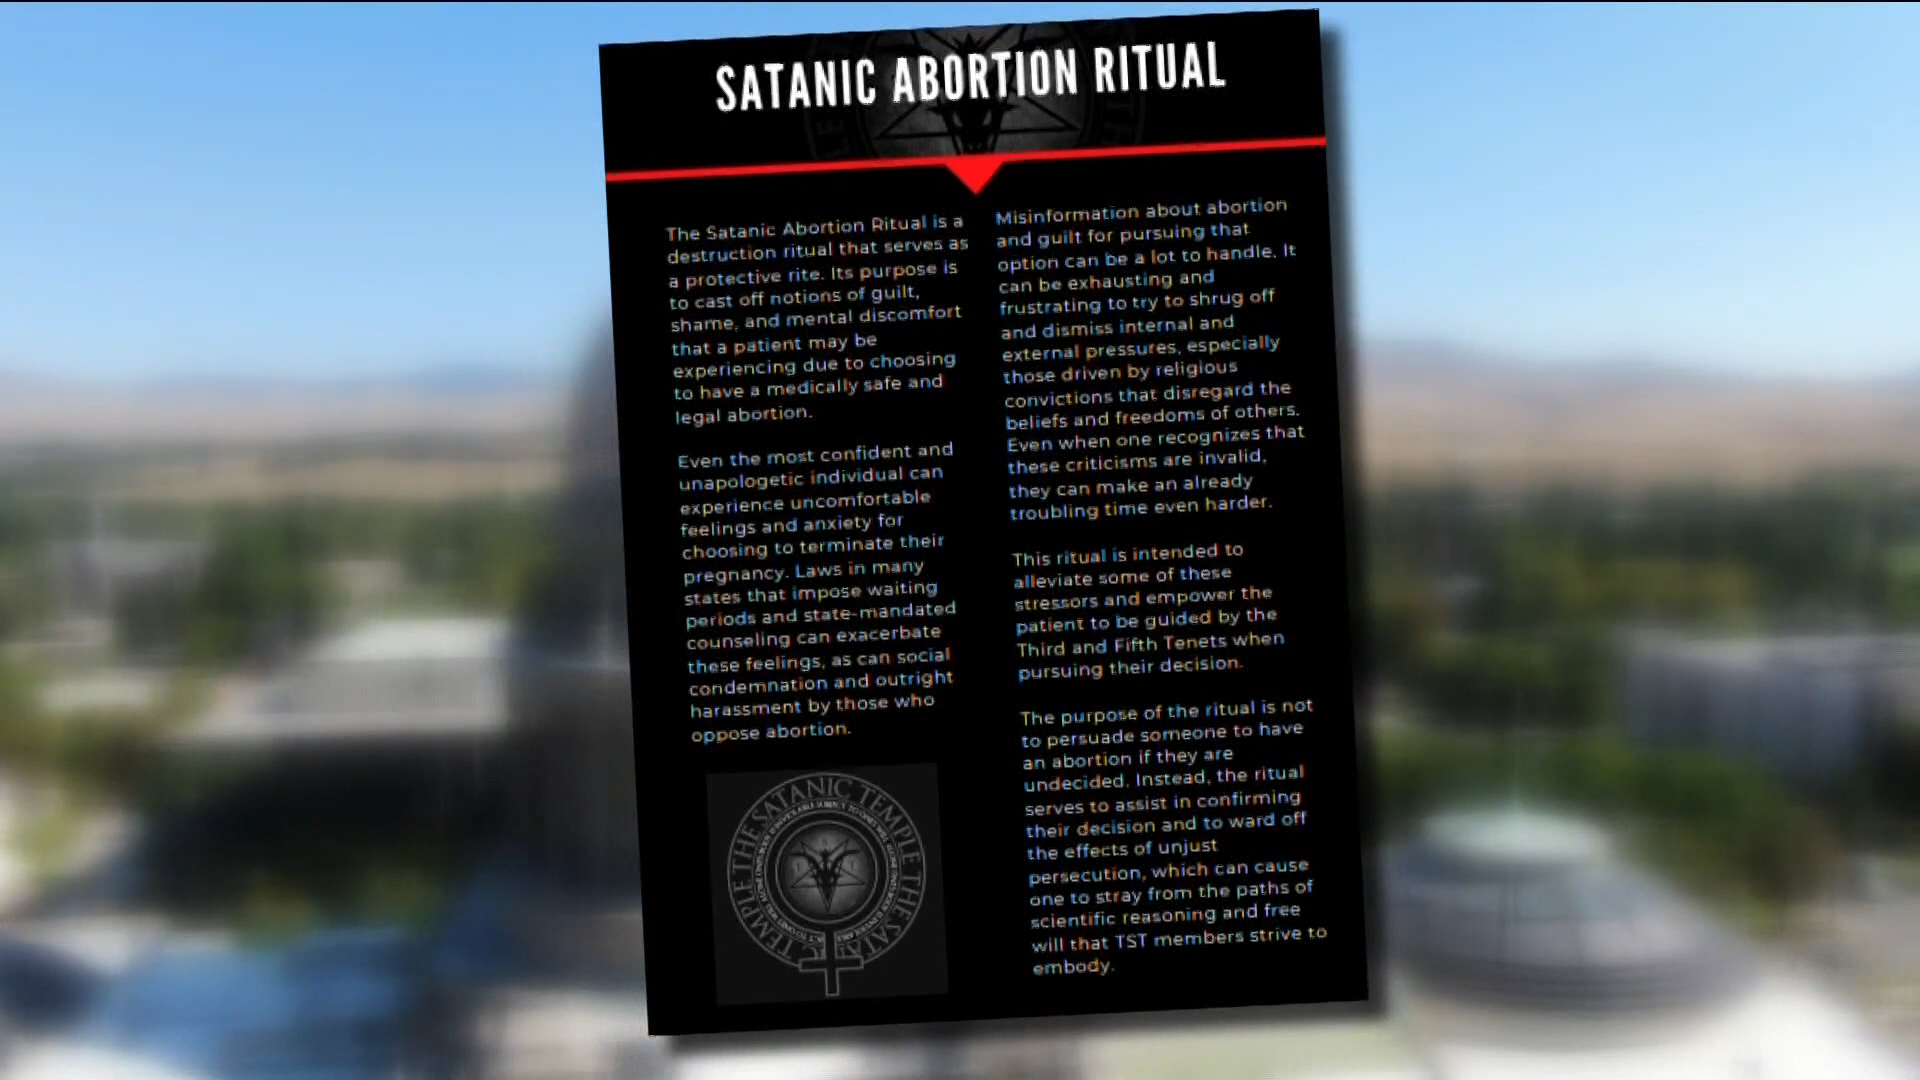 SATANIC ABORTION RITUAL
The Satanic Abortion Ritual is a
destruction ritual that serves as
a protective rite. Its purpose is
to cast off notions of guilt,
shame, and mental discomfort
that a patient may be
experiencing due to choosing
to have a medically safe and
legal abortion.
Even the most confident and
unapologetic individual can
experience uncomfortable
feelings and anxiety for
choosing to terminate their
pregnancy. Laws in many
states that impose waiting
periods and state-mandated
counseling can exacerbate
these feelings, as can social
condemnation and outright
harassment by those who
oppose abortion.
THE SATANIC TEMPLE
Misinformation about abortion
and guilt for pursuing that
option can be a lot to handle. It
can be exhausting and
frustrating to try to shrug off
and dismiss internal and
external pressures, especially
those driven by religious
convictions that disregard the
beliefs and freedoms of others.
Even when one recognizes that
these criticisms are invalid,
they can make an already
troubling time even harder.
This ritual is intended to
alleviate some of these
stressors and empower the
patient to be guided by the
Third and Fifth Tenets when
pursuing their decision.
The purpose of the ritual is not
to persuade someone to have
an abortion if they are
undecided. Instead, the ritual
serves to assist in confirming
their decision and to ward off
the effects of unjust
persecution, which can cause
one to stray from the paths of
scientific reasoning and free
will that TST members strive to
embody.